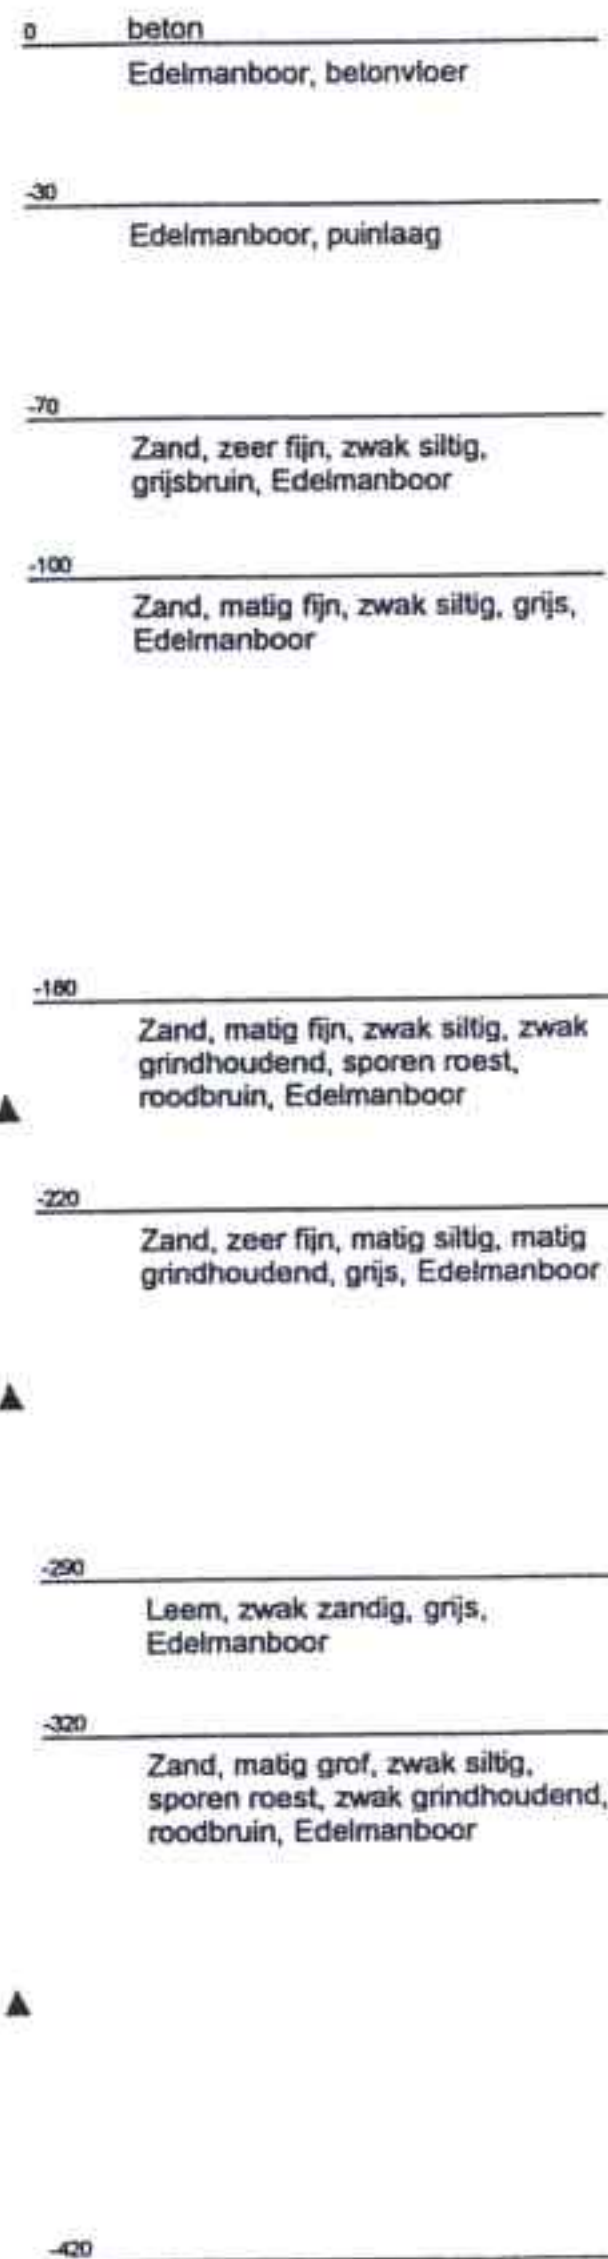 0 beton
Edelmanboor, betonvloer
-30
Edelmanboor, puinlaag
-70
Zand, zeer fijn, zwak siltig,
grijsbruin, Edelmanboor
-100
Zand, matig fijn, zwak siltig, grijs,
Edelmanboor
-180
Zand, matig fijn, zwak siltig, zwak
grindhoudend, sporen roest,
roodbruin, Edelmanboor
-220
Zand, zeer fijn, matig siltig, matig
grindhoudend, grijs, Edelmanboor
-290
Leem, zwak zandig, grijs,
Edelmanboor
-320
Zand, matig grof, zwak siltig,
sporen roest, zwak grindhoudend,
roodbruin, Edelmanboor
-420